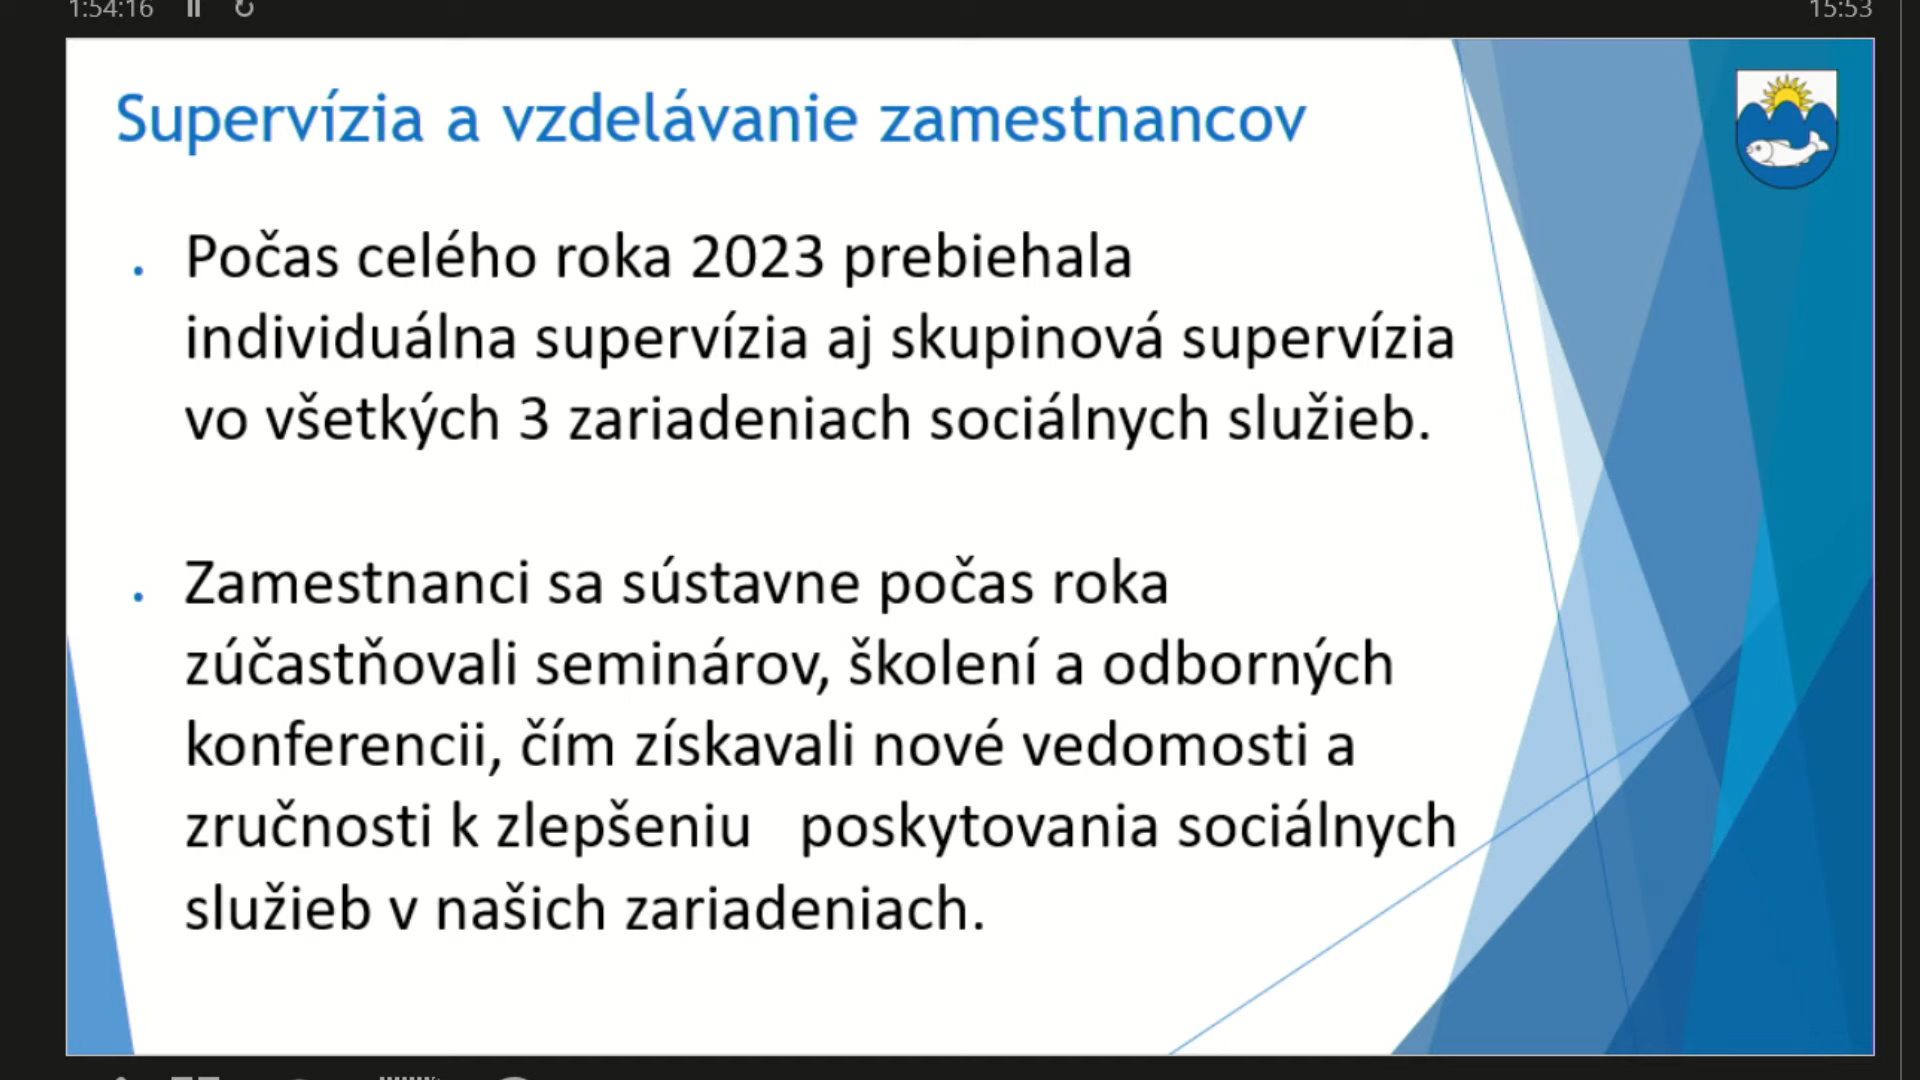 1:54:16
15:53
Supervízia a vzdelávanie zamestnancov
. Počas celého roka 2023 prebiehala
individuálna supervízia aj skupinová supervízia
vo všetkých 3 zariadeniach sociálnych služieb.
. Zamestnanci sa sústavne počas roka
zúčastňovali seminárov, školení a odborných
konferencii, čím získavali nové vedomosti a
zručnosti k zlepšeniu   poskytovania sociálnych
služieb v našich zariadeniach.